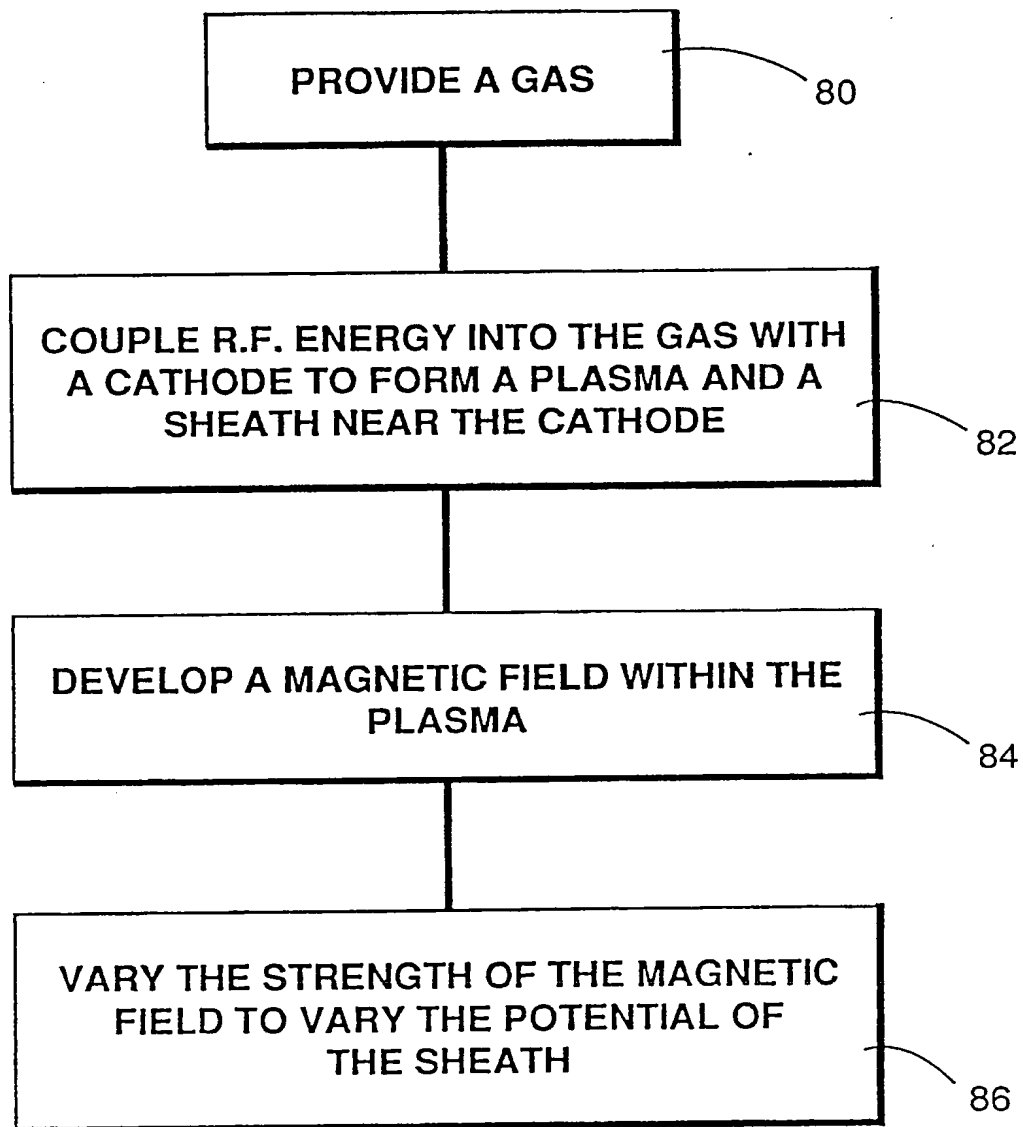 PROVIDE A GAS
80
COUPLE R.F. ENERGY INTO THE GAS WITH
A CATHODE TO FORM A PLASMA AND A
SHEATH NEAR THE CATHODE
82
DEVELOP A MAGNETIC FIELD WITHIN THE
PLASMA
84
VARY THE STRENGTH OF THE MAGNETIC
FIELD TO VARY THE POTENTIAL OF
THE SHEATH
86